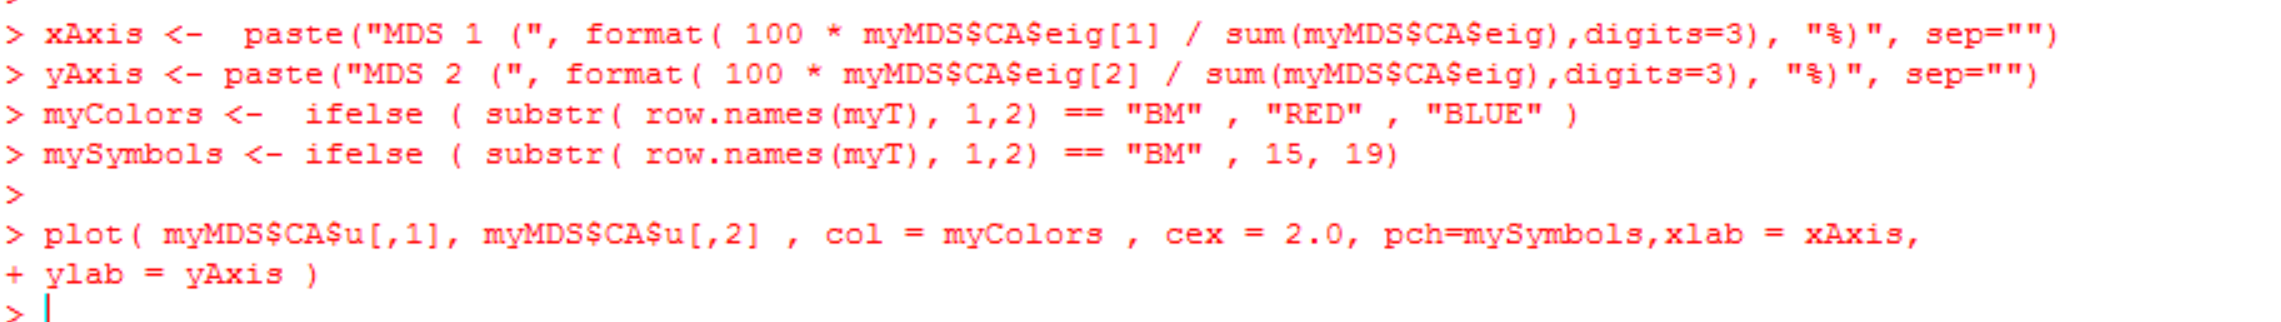 > xAxis <-  paste("MDS 1 (", format( 100 * myMDS$CA$eig[1] / sum(myMDS$CA$eig),digits=3), "%)", sep="")
> yAxis <- paste("MDS 2 (", format( 100 * myMDS$CA$eig[2] / sum(myMDS$CA$eig),digits=3), "%)", sep="")
> myColors <-  ifelse ( substr( row.names(myT), 1,2) == "BM" , "RED" , "BLUE" )
> mySymbols <- ifelse ( substr( row.names(myT), 1,2) == "BM" , 15, 19)
>
> plot( myMDS$CA$u[,1], myMDS$CA$u[,2] , col = myColors , cex = 2.0, pch=mySymbols,xlab = xAxis,
+ ylab = yAxis )
>